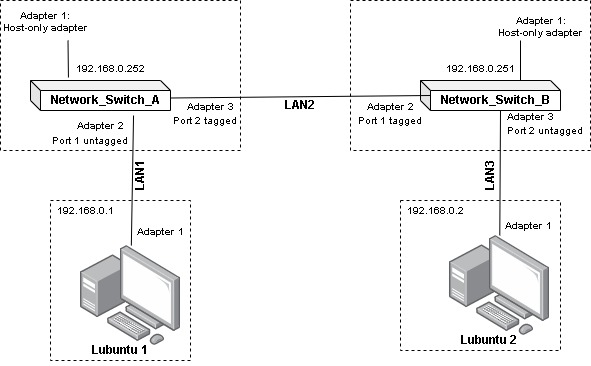 Adapter 1:
Host-only adapter
192.168.0.252
Network_Switch_A
Adapter 3
Port 2 tagged
Adapter 2
Port 1 untagged
LAN2
Adapter 1:
Host-only adapter
192.168.0.251
Network_Switch_B
Adapter 2
Port 1 tagged
Adapter 3
Port 2 untagged
LAN1
LAN3
192.168.0.1
Adapter 1
Lubuntu 1
192.168.0.2
Adapter 1
Lubuntu 2